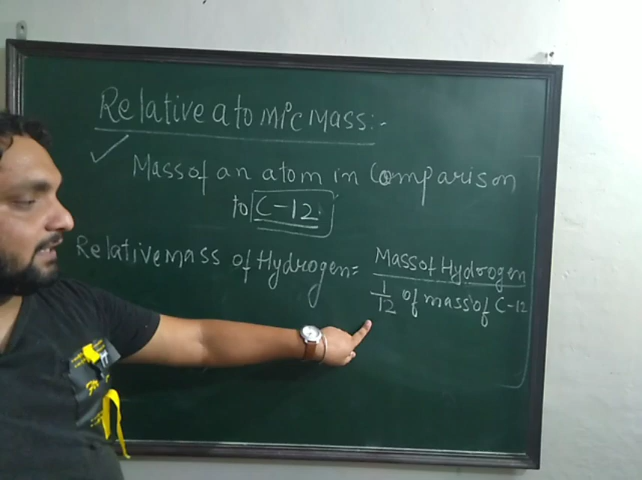 Relative atomic mass:-
Mass of an atom in Comparison
to C-12.
Relative mass of Hydrogen = Mass of Hydrogen
1/12 of mass of C-12